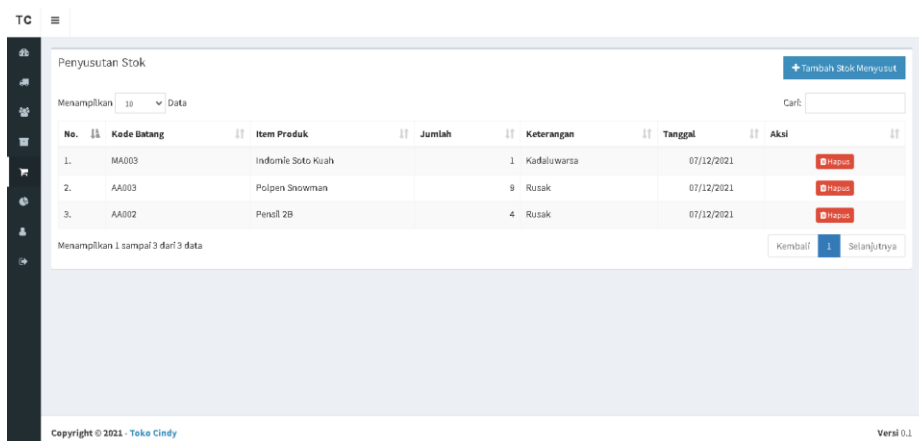 TC
Penyusutan Stok
Tambah Stok Menyusut
Menampilkan 10 Data
Cari:
No. Kode Batang Item Produk Jumlah Keterangan Tanggal Aksi
1. MA003 Indomie Soto Kuah 1 Kadaluwarsa 07/12/2021 Hapus
2. AA003 Polpen Snowman 9 Rusak 07/12/2021 Hapus
3. AA002 Pensil 2B 4 Rusak 07/12/2021 Hapus
Menampilkan 1 sampai 3 dari 3 data
Kembali 1 Selanjutnya
Copyright © 2021 - Toko Cindy
Versi 0.1